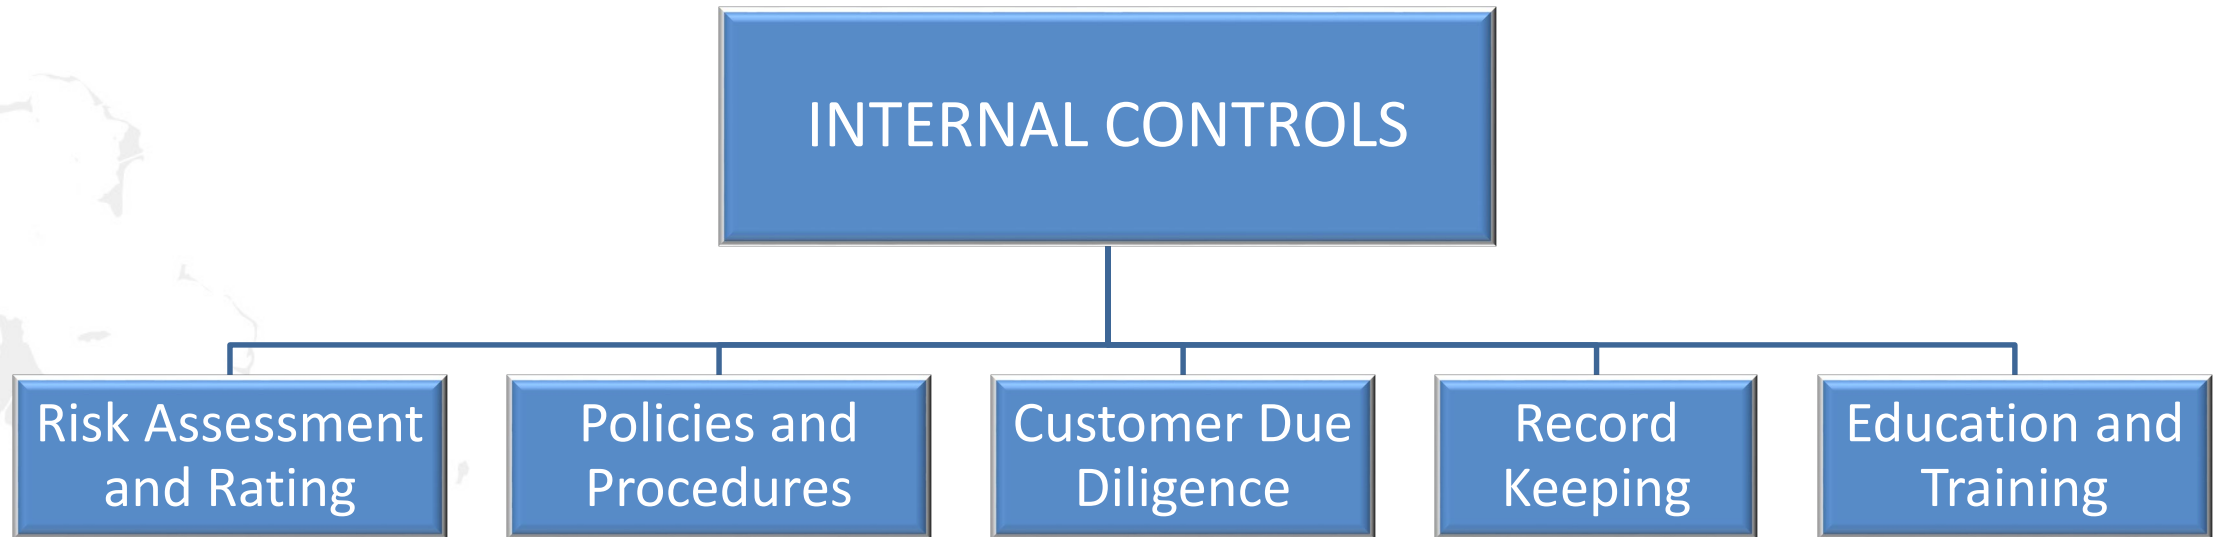 INTERNAL CONTROLS
Risk Assessment
and Rating
Policies and
Procedures
Customer Due
Diligence
Record
Keeping
Education and
Training